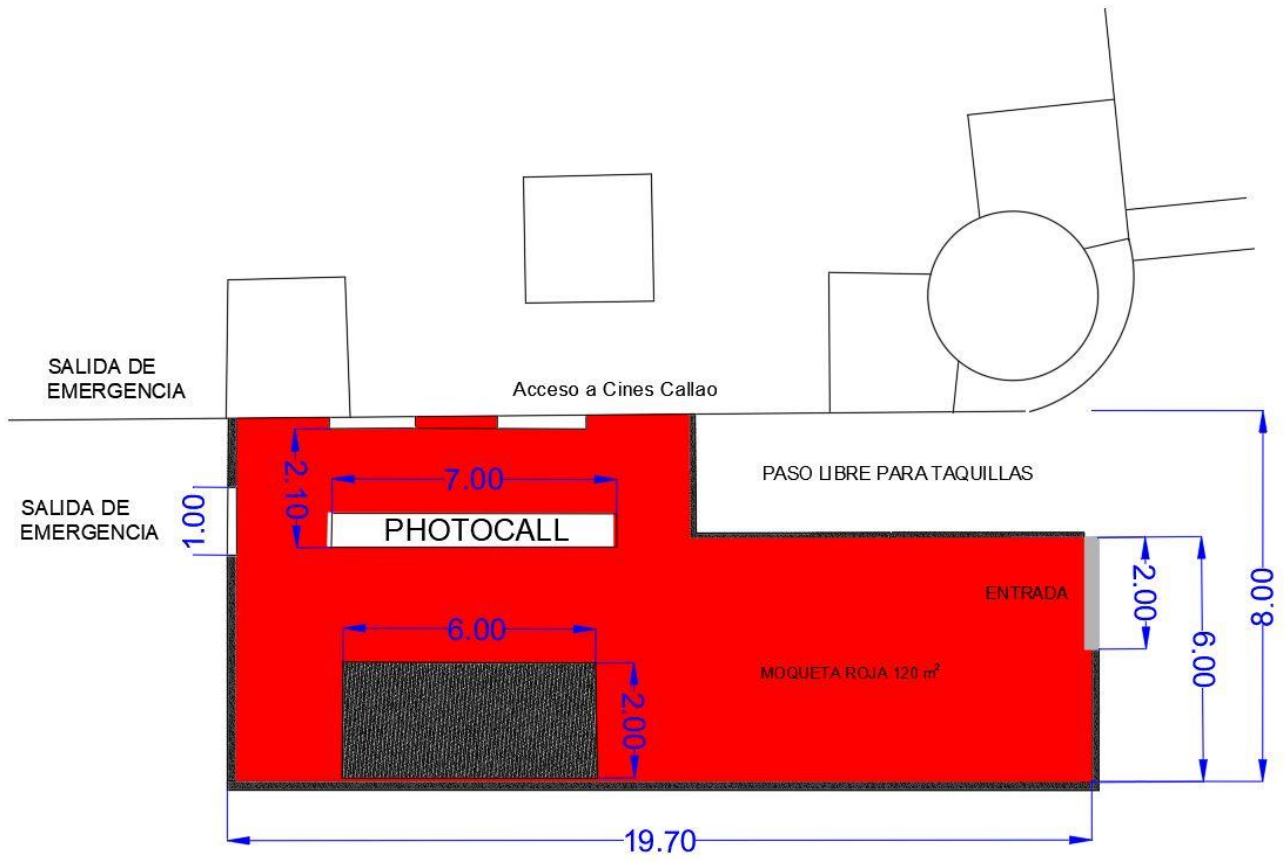 SALIDA DE
EMERGENCIA
Acceso a Cines Callao
PASO LIBRE PARA TAQUILLAS
SALIDA DE
EMERGENCIA
1.00
2.10
7.00
PHOTOCALL
ENTRADA
2.00
8.00
6.00
6.00
2.00
MOQUETA ROJA 120 m²
19.70